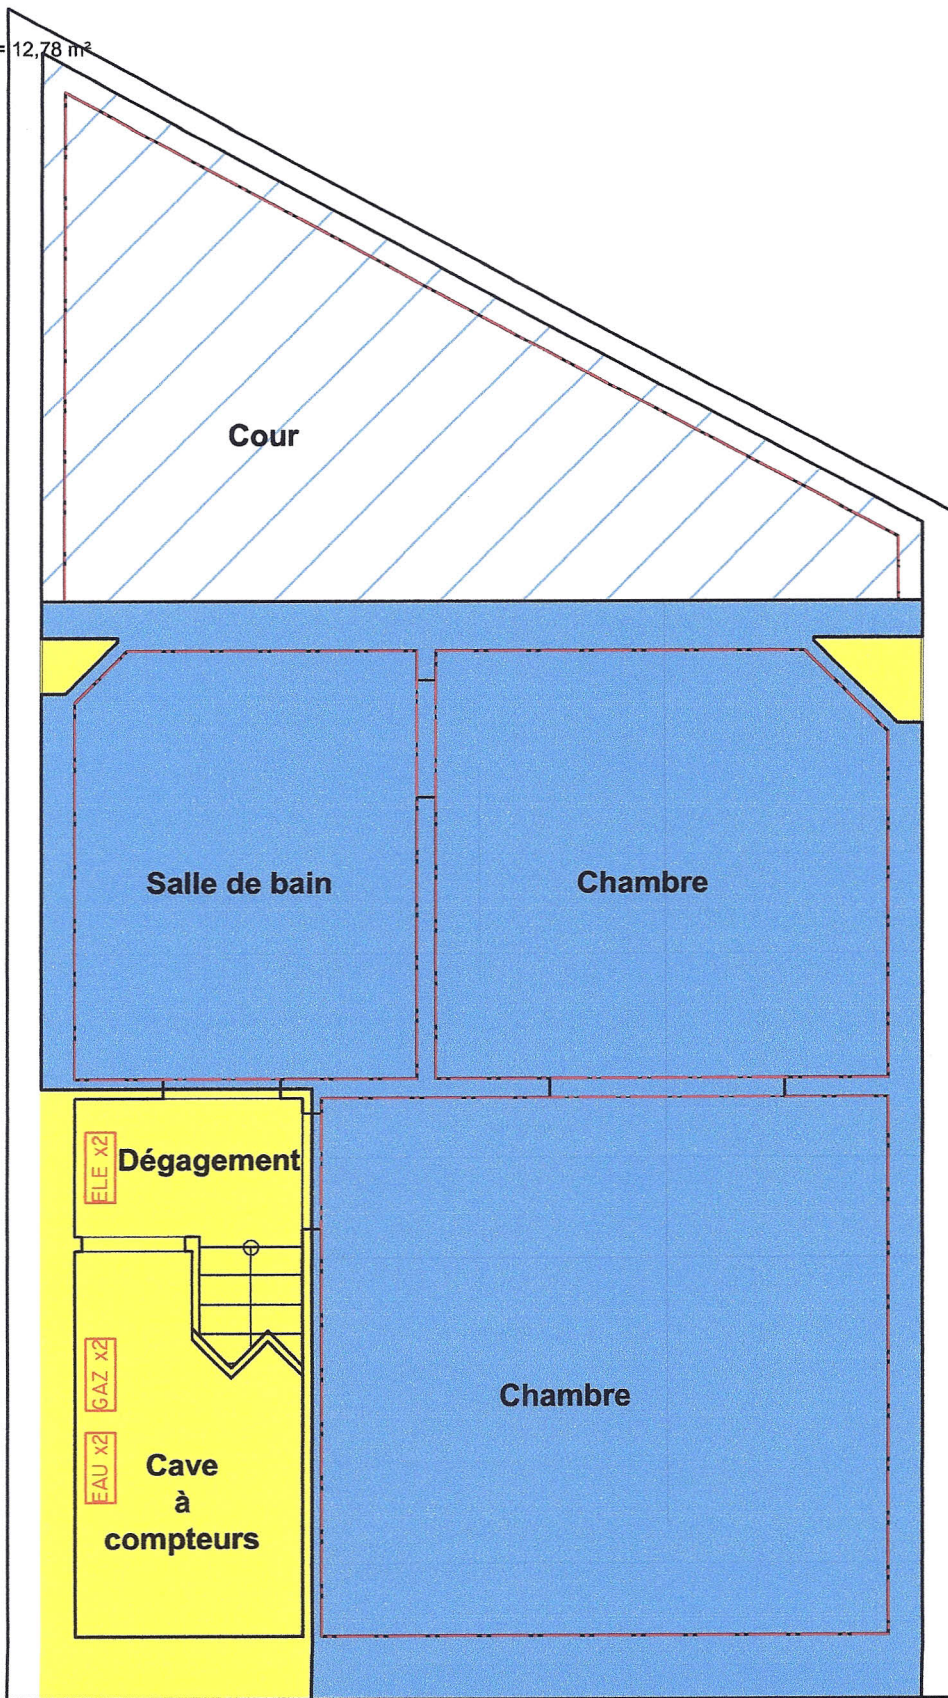 = 12,78 m²
Cour
Salle de bain
Chambre
ELE x2
Dégagement
GAZ x2
Chambre
EAU x2
Cave
à
compteurs